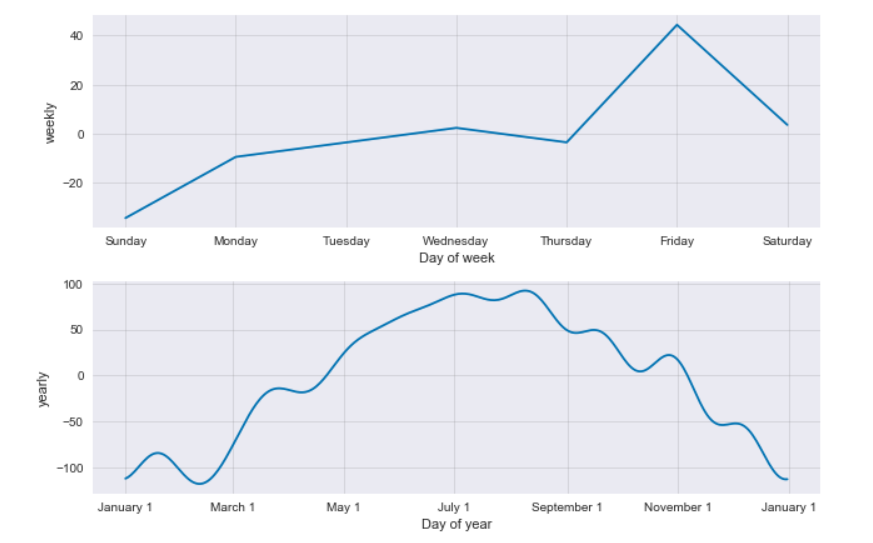 40
20
0
−20
weekly
Sunday Monday Tuesday Wednesday Thursday Friday Saturday
Day of week
100
50
0
−50
−100
yearly
January 1 March 1 May 1 July 1 September 1 November 1 January 1
Day of year